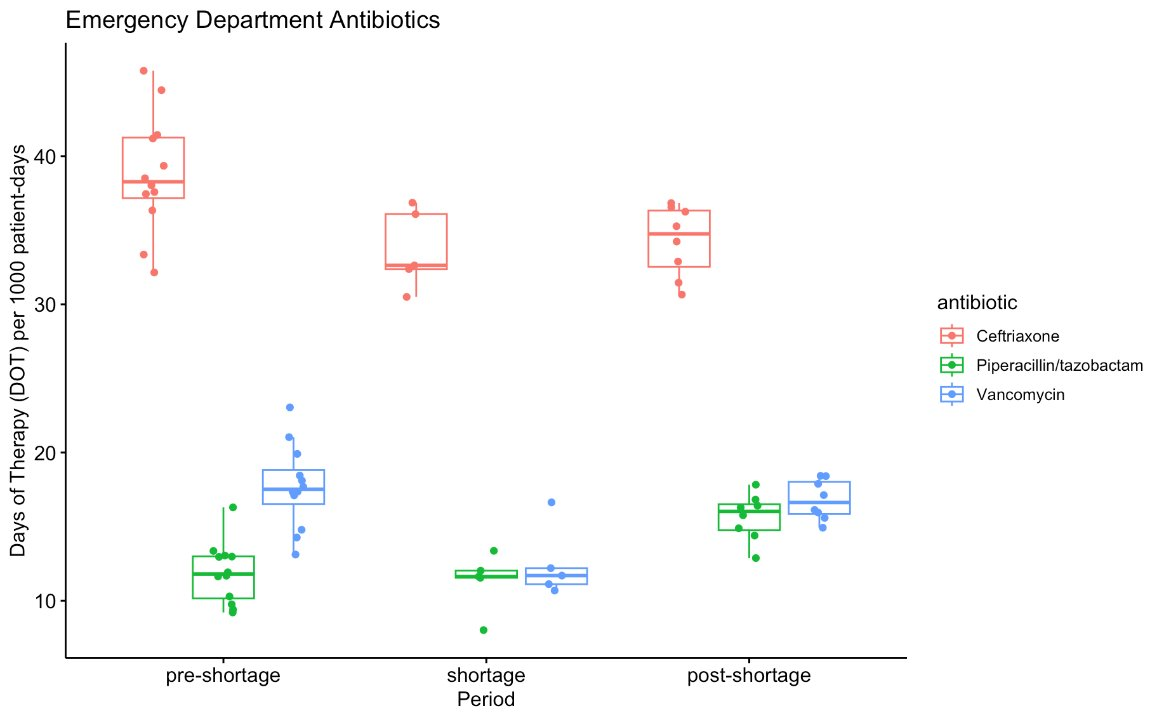 Emergency Department Antibiotics
Days of Therapy (DOT) per 1000 patient-days
40
30
20
10
pre-shortage
shortage
post-shortage
Period
antibiotic
Ceftriaxone
Piperacillin/tazobactam
Vancomycin